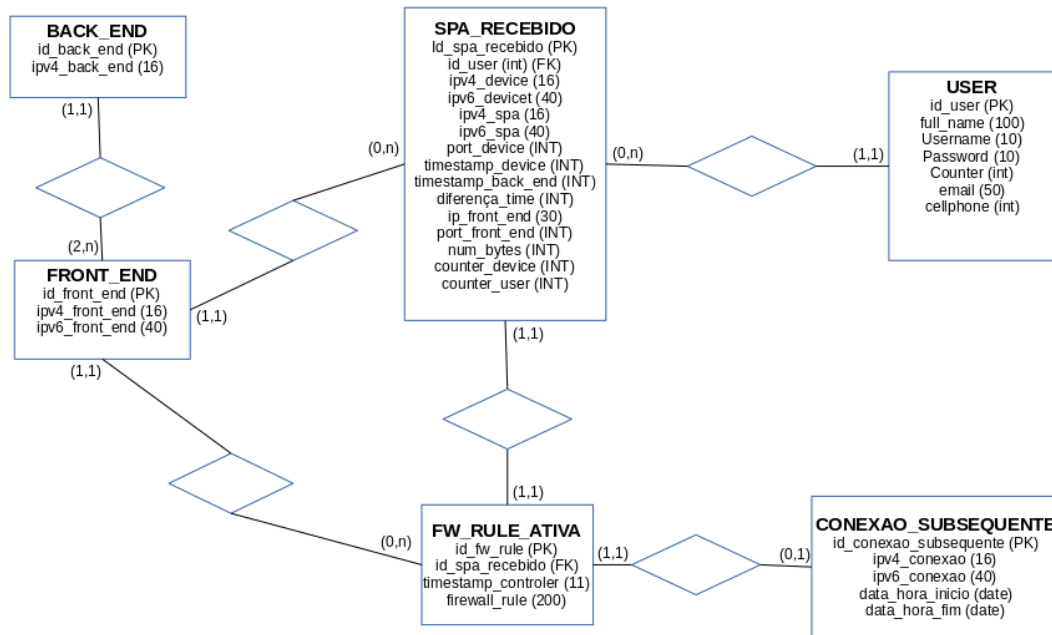 BACK_END
id_back_end (PK)
ipv4_back_end (16)
(1,1)
(2,n)
FRONT_END
id_front_end (PK)
ipv4_front_end (16)
ipv6_front_end (40)
(1,1)
(1,1)
SPA_RECEBIDO
Id_spa_recebido (PK)
id_user (int) (FK)
ipv4_device (16)
ipv6_devicet (40)
ipv4_spa (16)
ipv6_spa (40)
port_device (INT)
timestamp_device (INT)
timestamp_back_end (INT)
diferença_time (INT)
ip_front_end (30)
port_front_end (INT)
num_bytes (INT)
counter_device (INT)
counter_user (INT)
(0,n)
(0,n)
(1,1)
USER
id_user (PK)
full_name (100)
Username (10)
Password (10)
Counter (int)
email (50)
cellphone (int)
(1,1)
(1,1)
(0,n)
FW_RULE_ATIVA
id_fw_rule (PK)
id_spa_recebido (FK)
timestamp_controler (11)
firewall_rule (200)
(1,1)
(0,1)
CONEXAO_SUBSEQUENTE
id_conexao_subsequente (PK)
ipv4_conexao (16)
ipv6_conexao (40)
data_hora_inicio (date)
data_hora_fim (date)